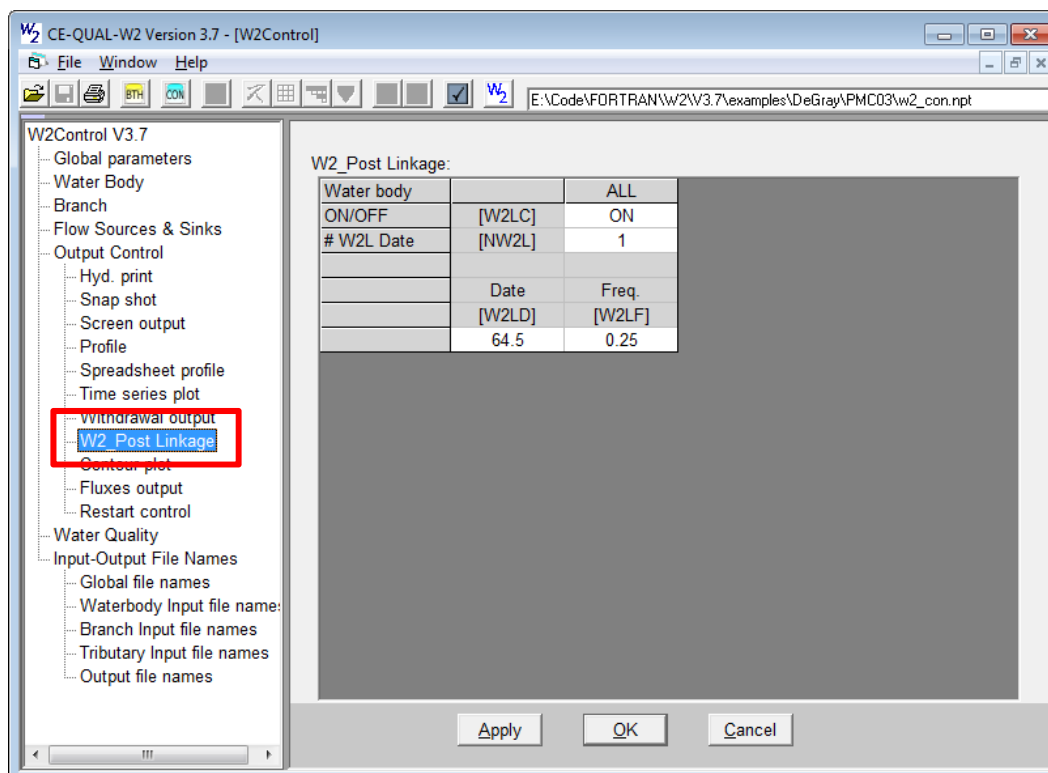 W2 CE-QUAL-W2 Version 3.7 - [W2Control]
File Window Help
BTH CON W2 E:\Code\FORTRAN\W2\V3.7\examples\DeGray\PMC03\w2_con.npt
W2Control V3.7
Global parameters
Water Body
Branch
Flow Sources & Sinks
Output Control
Hyd. print
Snap shot
Screen output
Profile
Spreadsheet profile
Time series plot
Withdrawal output
W2_Post Linkage
Contour plot
Fluxes output
Restart control
Water Quality
Input-Output File Names
Global file names
Waterbody Input file name:
Branch Input file names
Tributary Input file names
Output file names
W2_Post Linkage:
Water body ALL
ON/OFF [W2LC] ON
# W2L Date [NW2L] 1
Date Freq.
[W2LD] [W2LF]
64.5 0.25
Apply OK Cancel